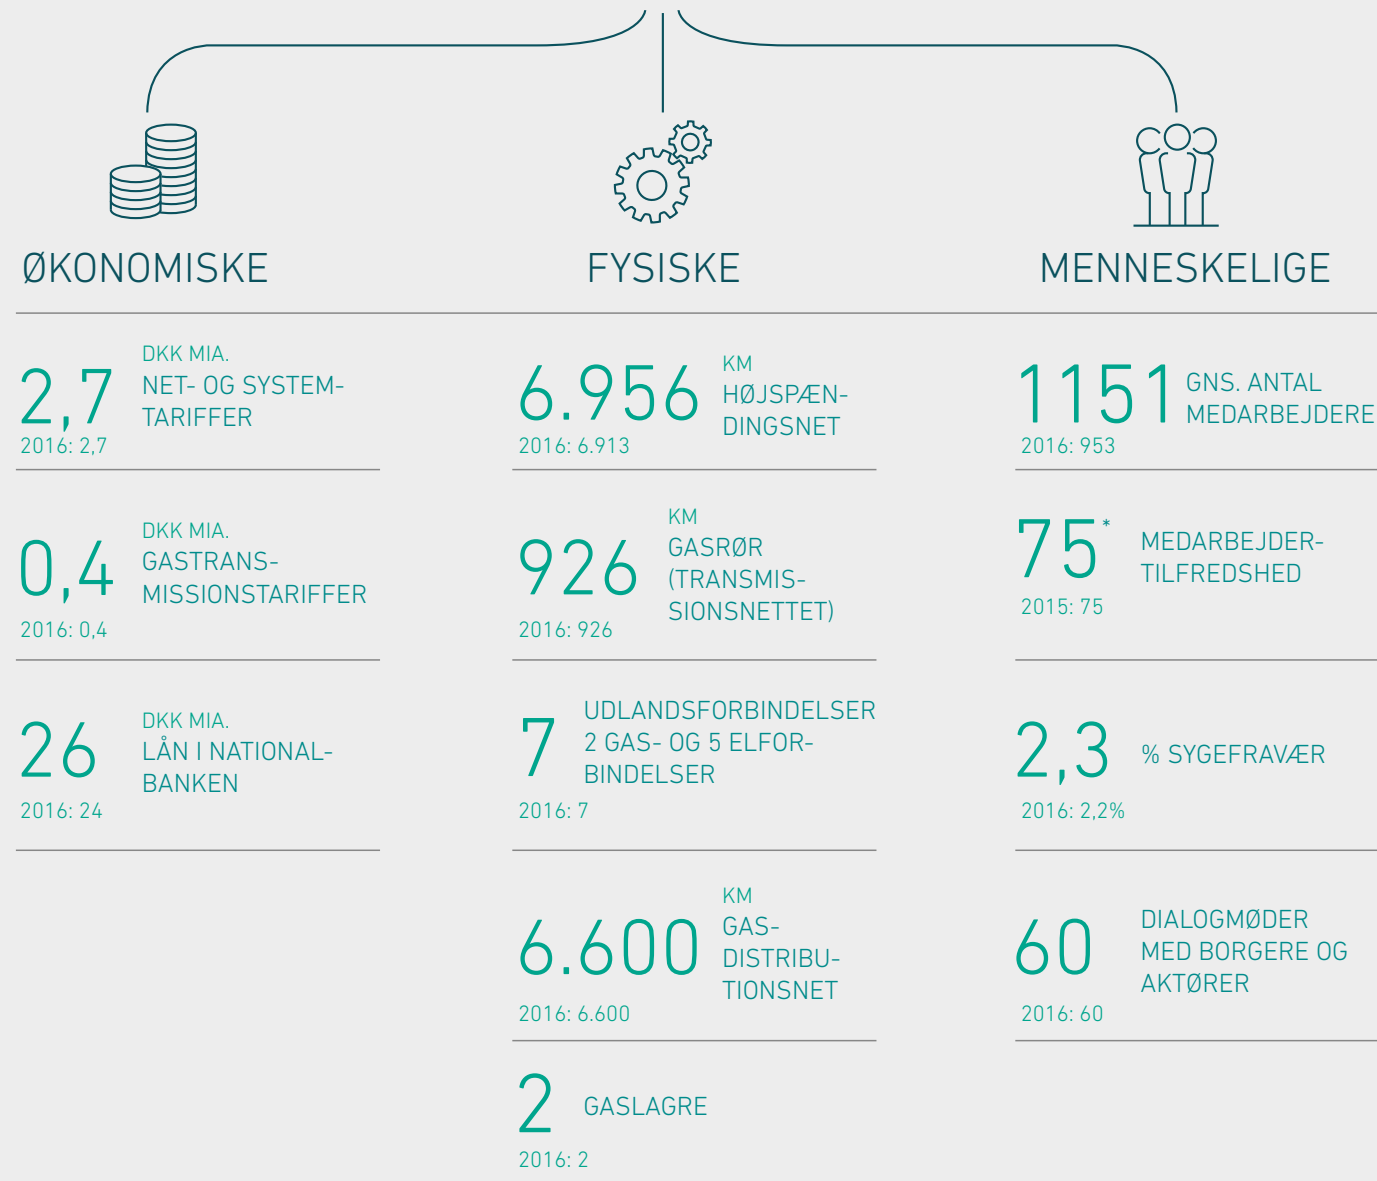 ØKONOMISKE
2,7
DKK MIA.
NET- OG SYSTEM-
TARIFFER
2016: 2,7
0,4
DKK MIA.
GASTRANS-
MISSIONSTARIFFER
2016: 0,4
26
DKK MIA.
LÅN I NATIONAL-
BANKEN
2016: 24
FYSISKE
6.956
KM
HØJSPÆN-
DINGSNET
2016: 6.913
926
KM
GASRØR
(TRANSMIS-
SIONSNETTET)
2016: 926
7
UDLANDSFORBINDELSER
2 GAS- OG 5 ELFOR-
BINDELSER
2016: 7
6.600
KM
GAS-
DISTRIBU-
TIONSNET
2016: 6.600
2
GASLAGRE
2016: 2
MENNESKELIGE
1151
GNS. ANTAL
MEDARBEJDERE
2016: 953
75*
MEDARBEJDER-
TILFREDSHED
2015: 75
2,3
% SYGEFRAVÆR
2016: 2,2%
60
DIALOGMØDER
MED BORGERE OG
AKTØRER
2016: 60